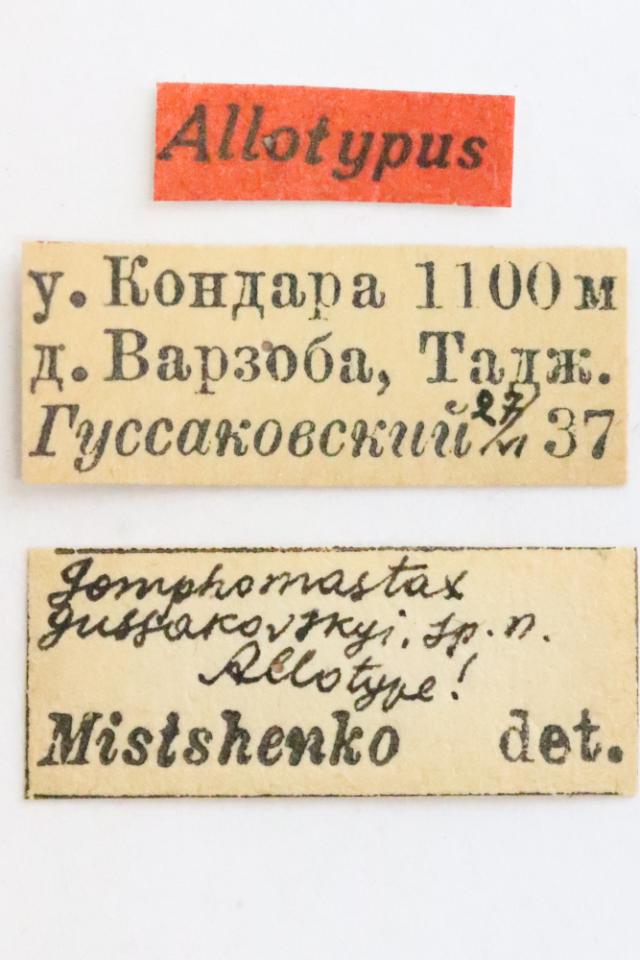 Allotypus
у. Кондара 1100 м
д. Варзоба, Тадж.
Гуссаковский 27/VI 37
Gomphomastax
gussakovskyi, sp. n.
Allotype!
Mistshenko det.